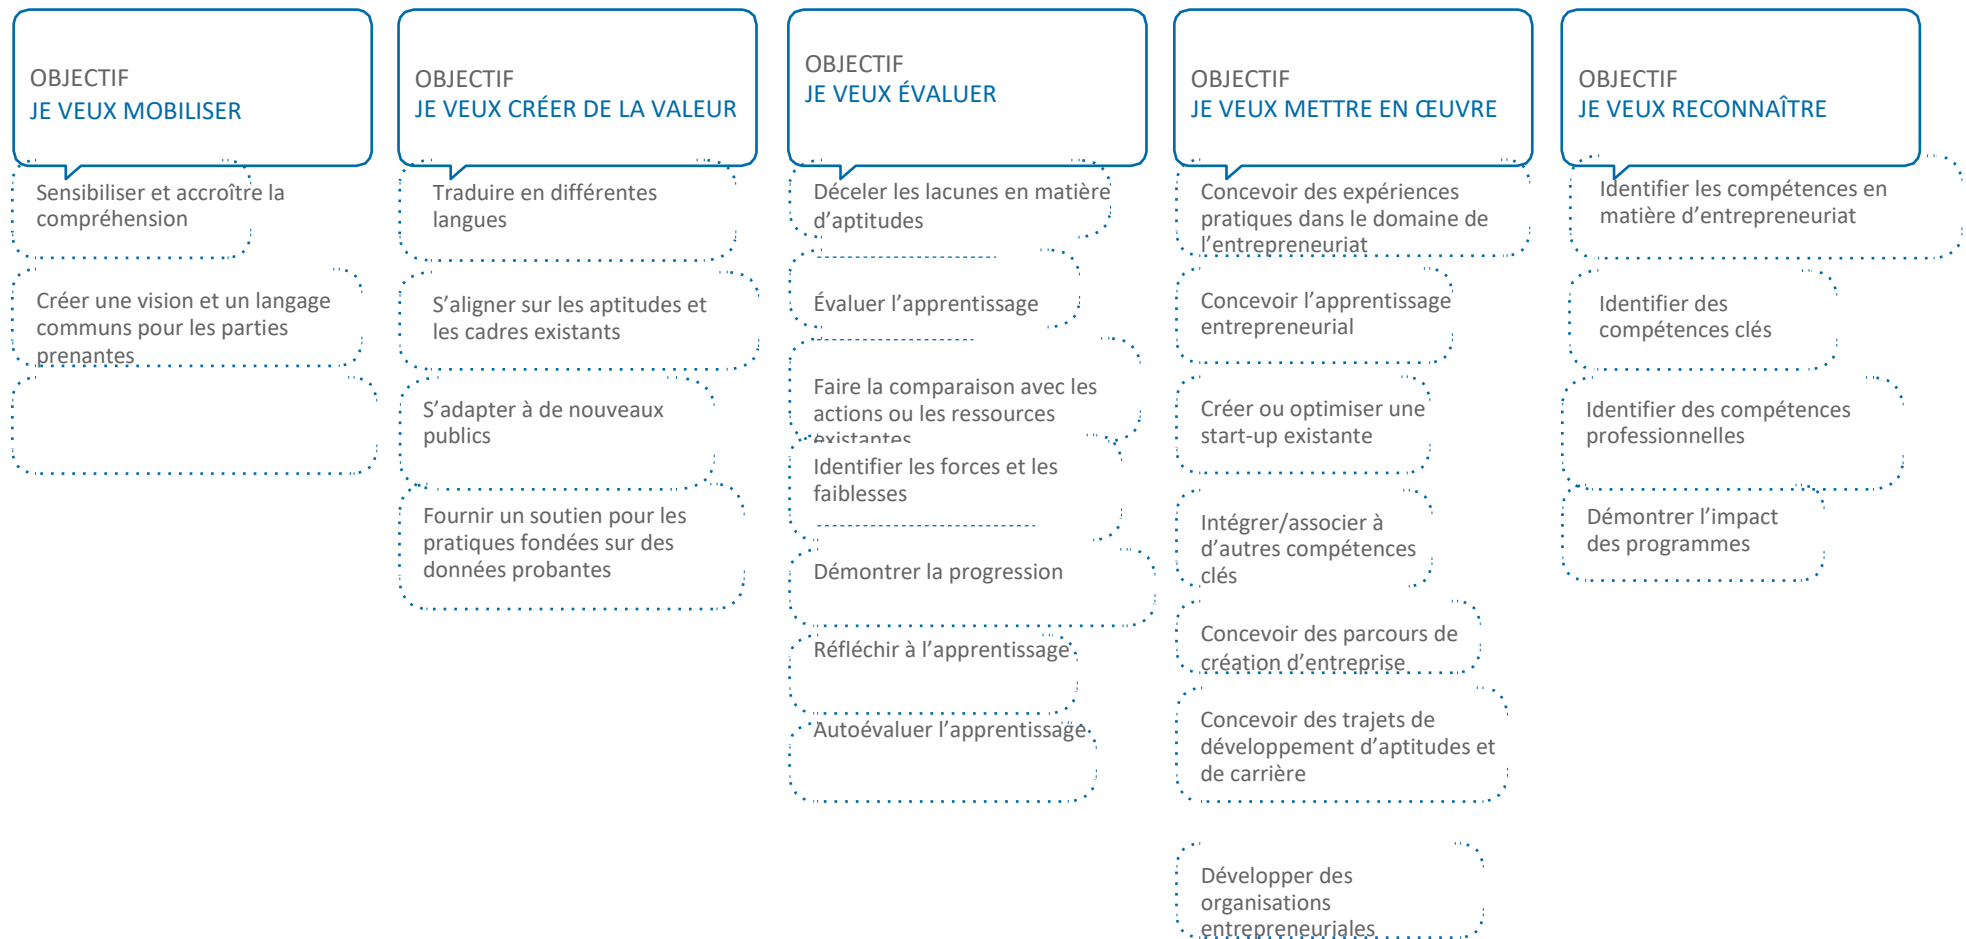 OBJECTIF
JE VEUX MOBILISER
Sensibiliser et accroître la
compréhension
Créer une vision et un langage
communs pour les parties
prenantes
OBJECTIF
JE VEUX CRÉER DE LA VALEUR
Traduire en différentes
langues
S’aligner sur les aptitudes et
les cadres existants
S’adapter à de nouveaux
publics
Fournir un soutien pour les
pratiques fondées sur des
données probantes
OBJECTIF
JE VEUX ÉVALUER
Déceler les lacunes en matière
d’aptitudes
Évaluer l’apprentissage
Faire la comparaison avec les
actions ou les ressources
existantes
Identifier les forces et les
faiblesses
Démontrer la progression
Réfléchir à l’apprentissage
Autoévaluer l’apprentissage
OBJECTIF
JE VEUX METTRE EN ŒUVRE
Concevoir des expériences
pratiques dans le domaine de
l’entrepreneuriat
Concevoir l’apprentissage
entrepreneurial
Créer ou optimiser une
start-up existante
Intégrer/associer à
d’autres compétences
clés
Concevoir des parcours de
création d’entreprise
Concevoir des trajets de
développement d’aptitudes et
de carrière
Développer des
organisations
entrepreneuriales
OBJECTIF
JE VEUX RECONNAÎTRE
Identifier les compétences en
matière d’entrepreneuriat
Identifier des
compétences clés
Identifier des compétences
professionnelles
Démontrer l’impact
des programmes